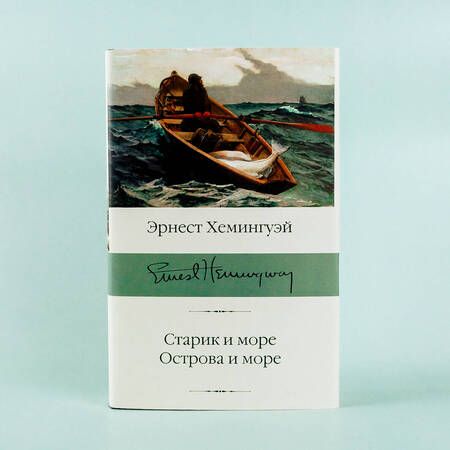 Эрнест Хемингуэй
Ernest Hemingway
Старик и море
Острова и море